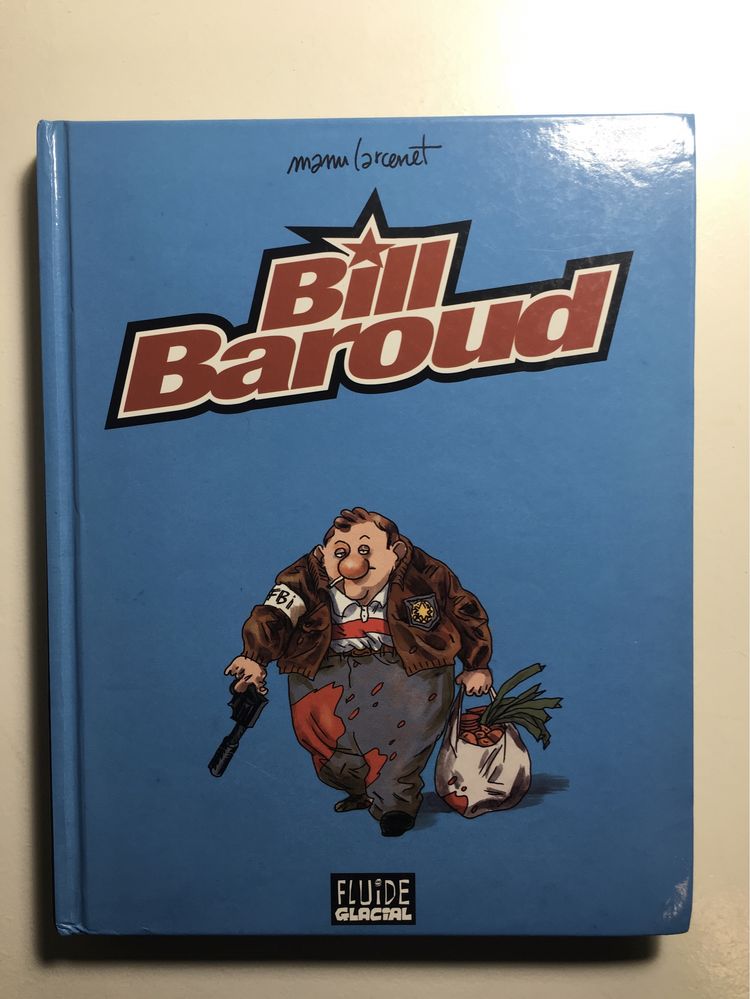 manu larcenet
Bill
Baroud
FBi
FLUiDE
GLACiAL